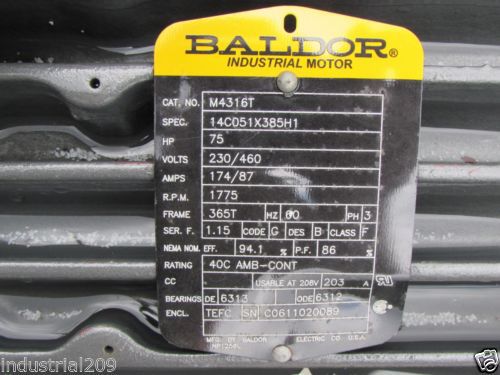 BALDOR®
INDUSTRIAL MOTOR
CAT. NO. M4316T
SPEC. 14C051X385H1
HP 75
VOLTS 230/460
AMPS 174/87
R.P.M. 1775
FRAME 365T HZ 60 PH 3
SER. F. 1.15 CODE G DES B CLASS F
NEMA NOM. EFF. 94.1 % P.F. 86 %
RATING 40C AMB-CONT
CC USABLE AT 208V 203 A
BEARINGS DE 6313 ODE 6312
ENCL. TEFC SN C0611020089
MFG. BY BALDOR ELECTRIC CO. U.S.A.
© industrial209